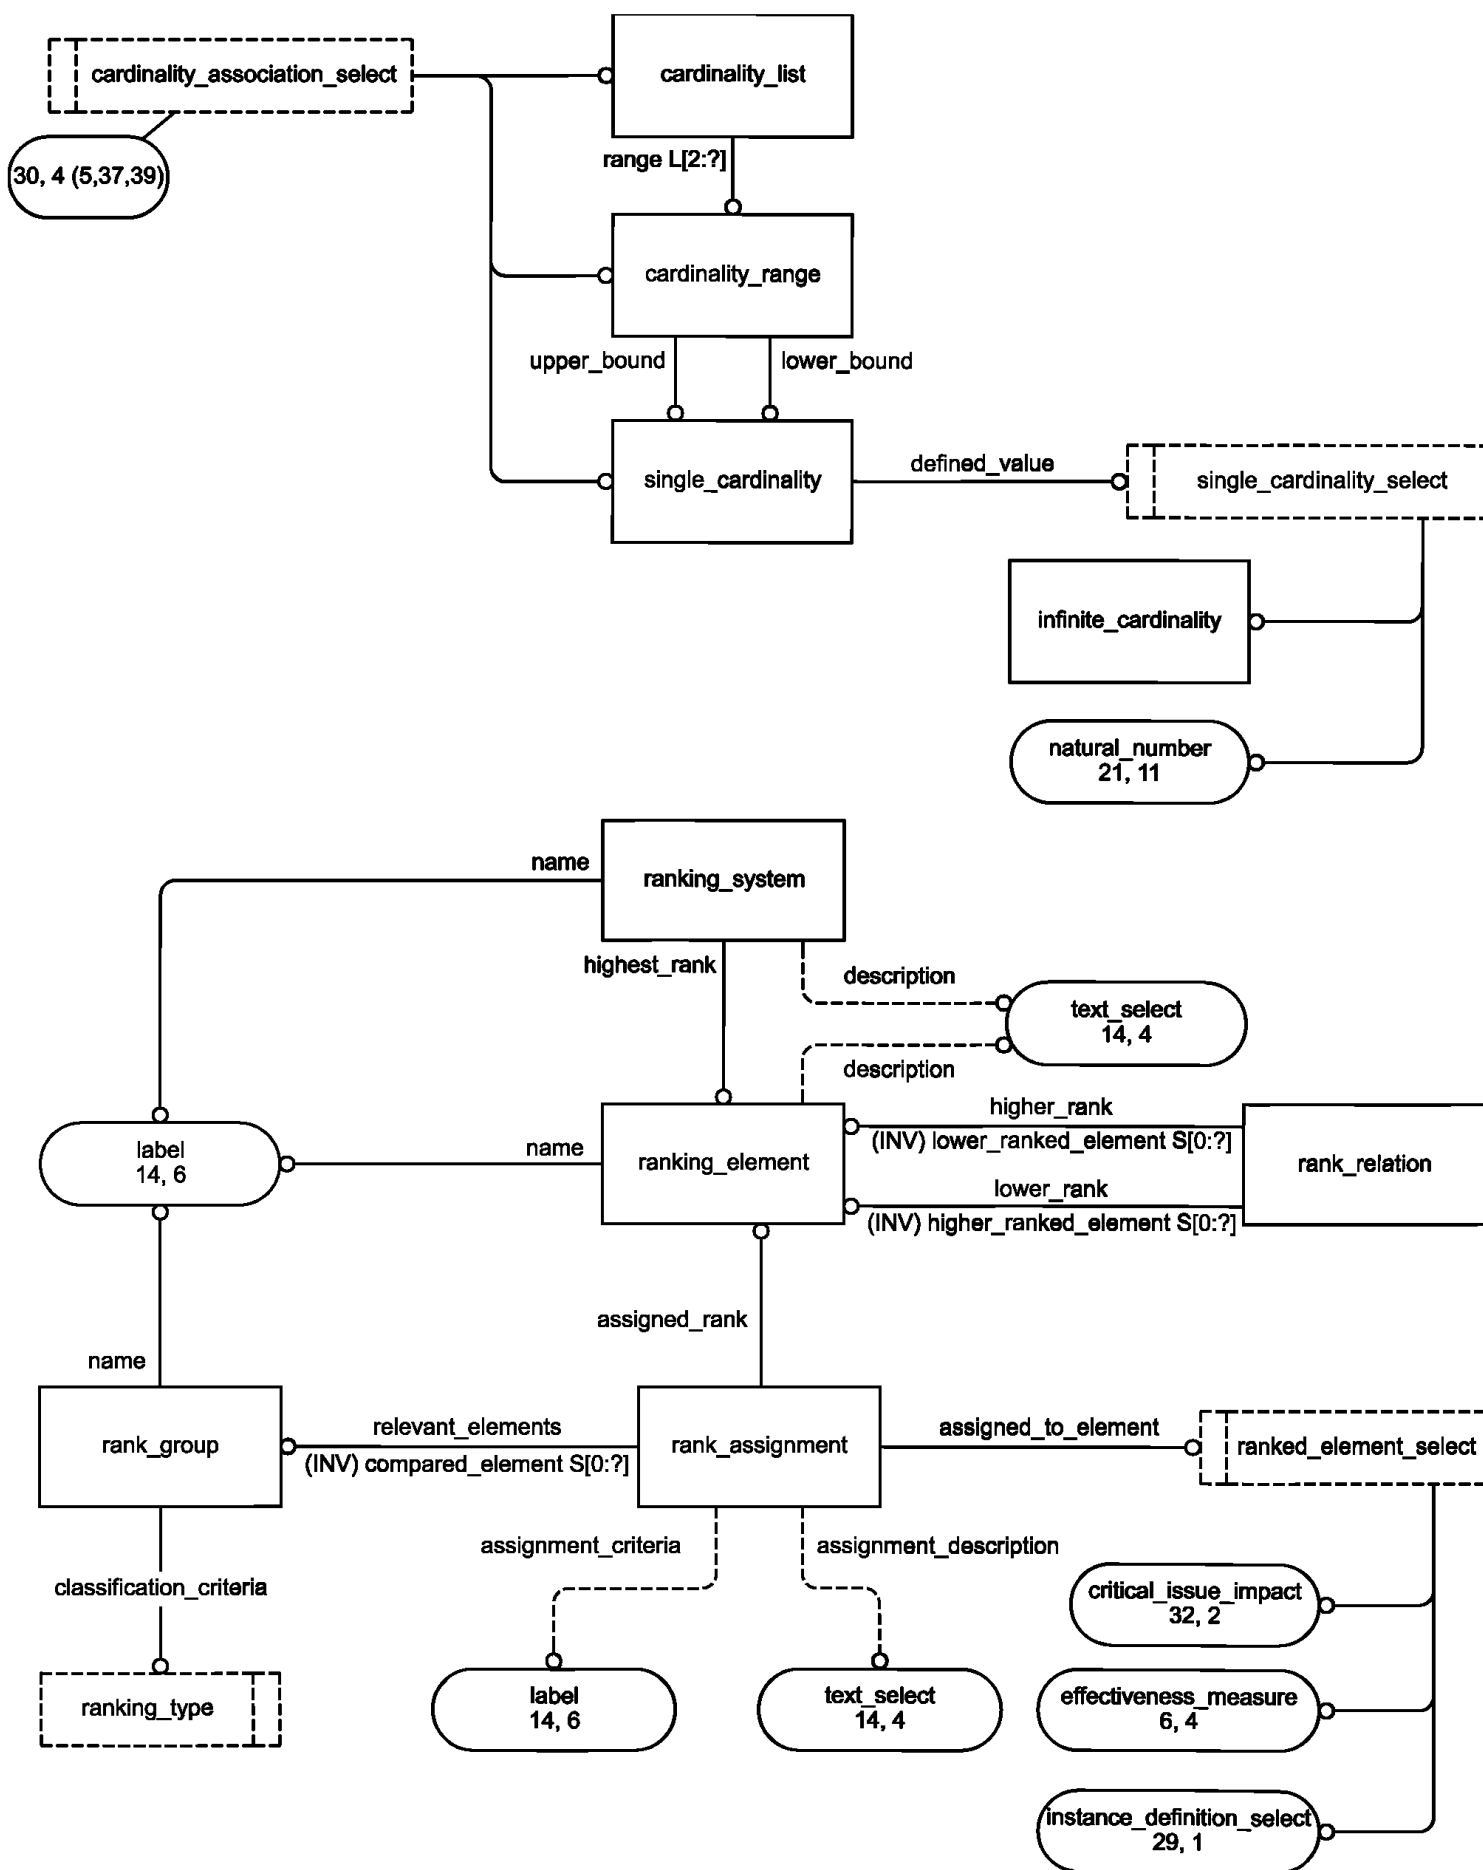 cardinality_association_select
cardinality_list
30, 4 (5,37,39)
range L[2:?]
cardinality_range
upper_bound
lower_bound
single_cardinality
defined_value
single_cardinality_select
infinite_cardinality
natural_number
21, 11
name
ranking_system
highest_rank
description
text_select
14, 4
description
label
14, 6
name
ranking_element
higher_rank
(INV) lower_ranked_element S[0:?]
lower_rank
(INV) higher_ranked_element S[0:?]
rank_relation
assigned_rank
name
rank_group
relevant_elements
(INV) compared_element S[0:?]
rank_assignment
assigned_to_element
ranked_element_select
assignment_criteria
assignment_description
classification_criteria
critical_issue_impact
32, 2
ranking_type
label
14, 6
text_select
14, 4
effectiveness_measure
6, 4
instance_definition_select
29, 1